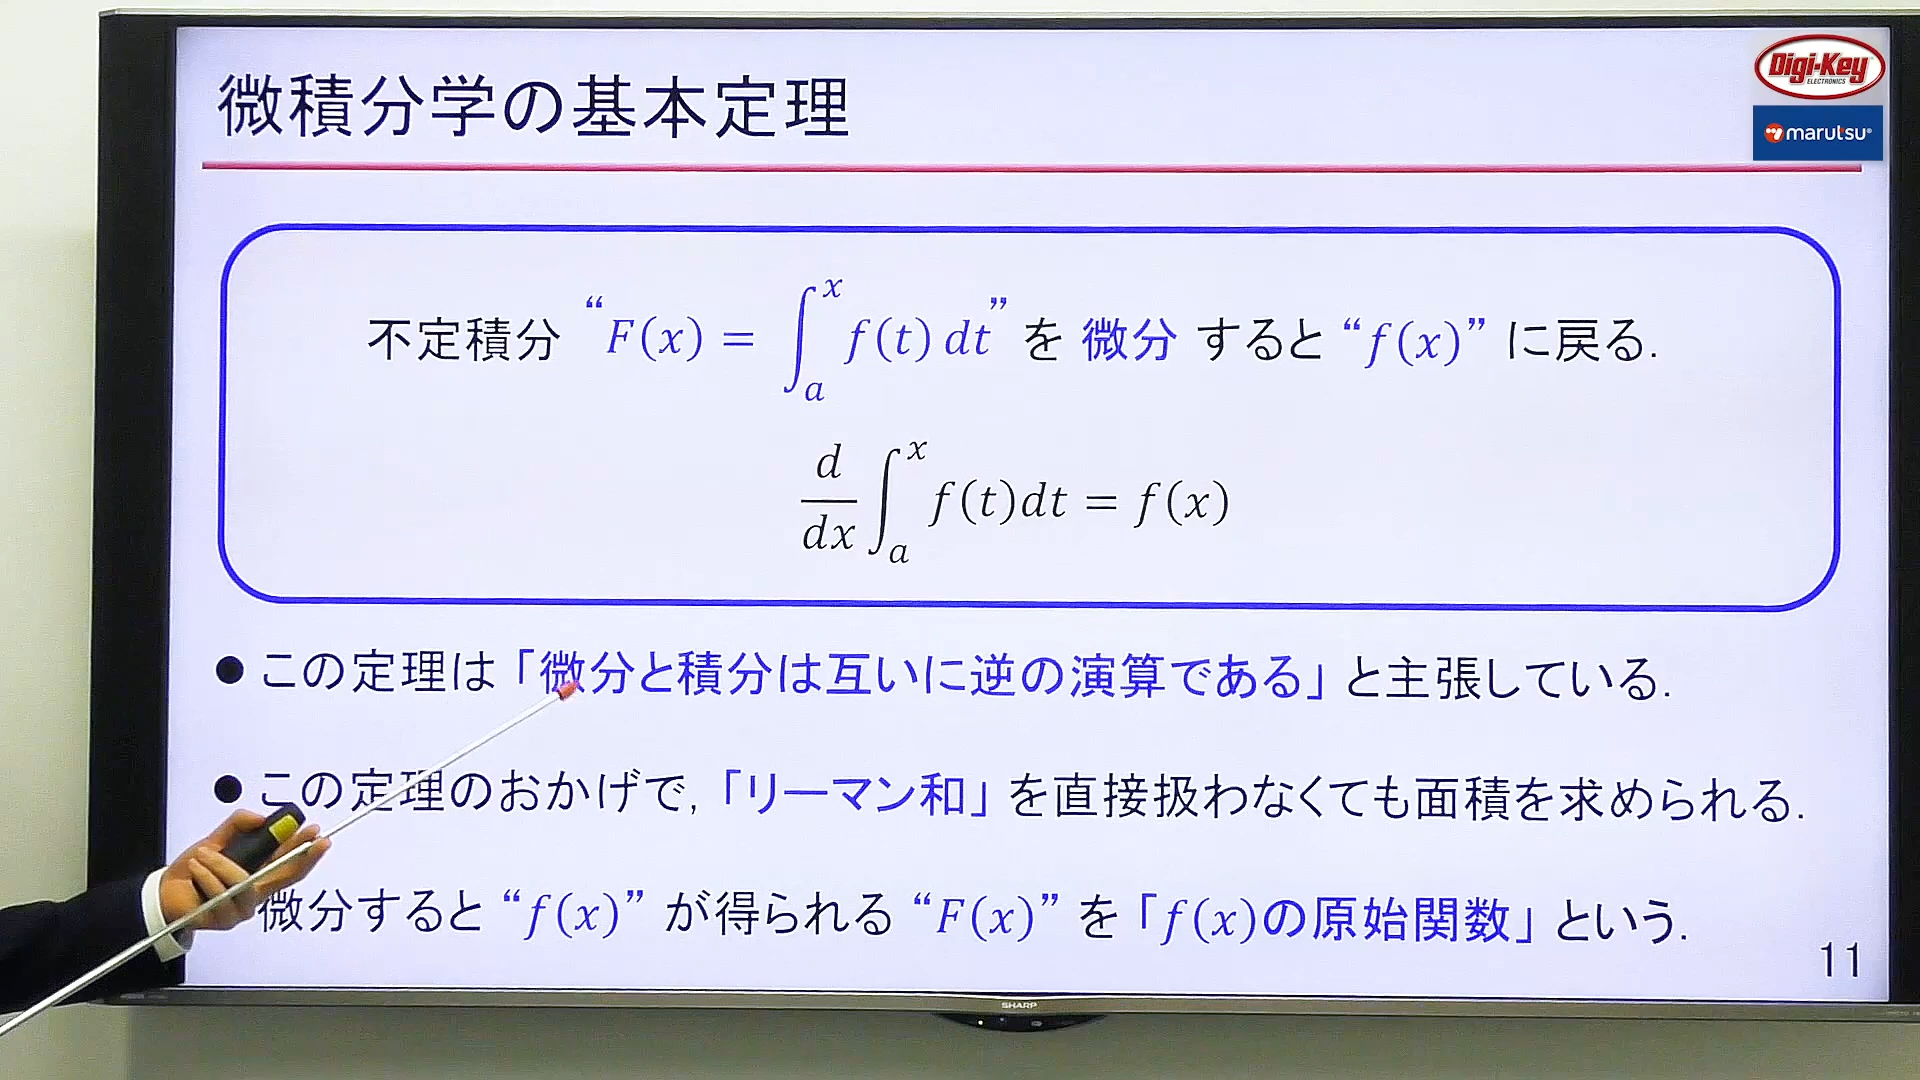 微積分学の基本定理
Digi-Key
ELECTRONICS
marutsu
不定積分 “F(x) = ∫_a^x f(t) dt” を 微分 すると “f(x)” に戻る.
d/dx ∫_a^x f(t)dt = f(x)
● この定理は 「微分と積分は互いに逆の演算である」 と主張している.
● この定理のおかげで, 「リーマン和」 を直接扱わなくても面積を求められる.
微分すると “f(x)” が得られる “F(x)” を 「f(x)の原始関数」 という.
11
SHARP